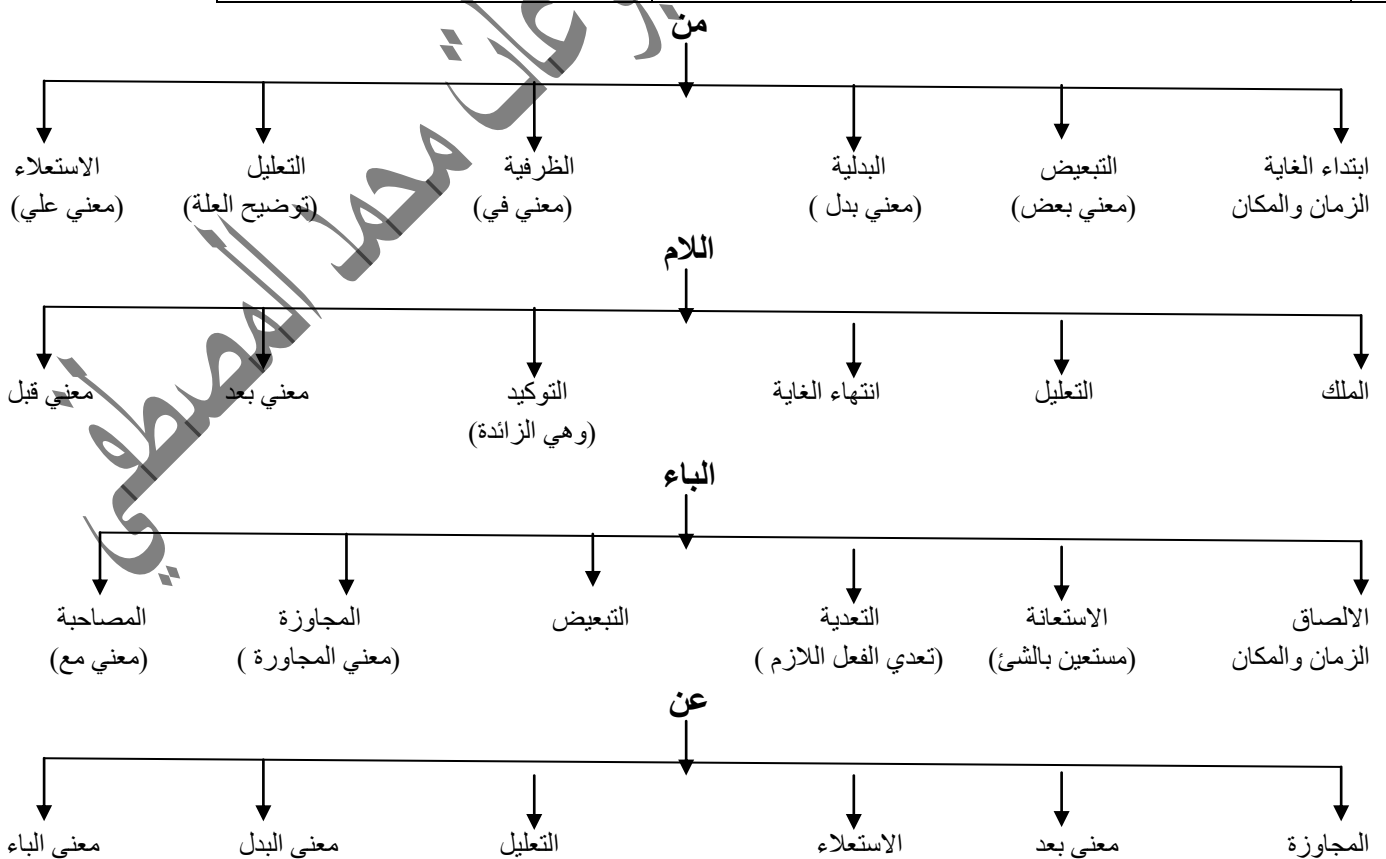 من
ابتداء الغاية التبعيض البدلية الظرفية التعليل الاستعلاء
الزمان والمكان (معني بعض) (معني بدل ) (معني في) (توضيح العلة) (معني علي)
اللام
الملك التعليل انتهاء الغاية التوكيد معني بعد معني قبل
(وهي الزائدة)
الباء
الالصاق الاستعانة التعدية التبعيض المجاوزة المصاحبة
الزمان والمكان (مستعين بالشئ) (تعدي الفعل اللازم ) (معني المجاورة ) (معني مع)
عن
المجاوزة معنى بعد الاستعلاء التعليل معنى البدل معنى الباء
محمد المصطفي